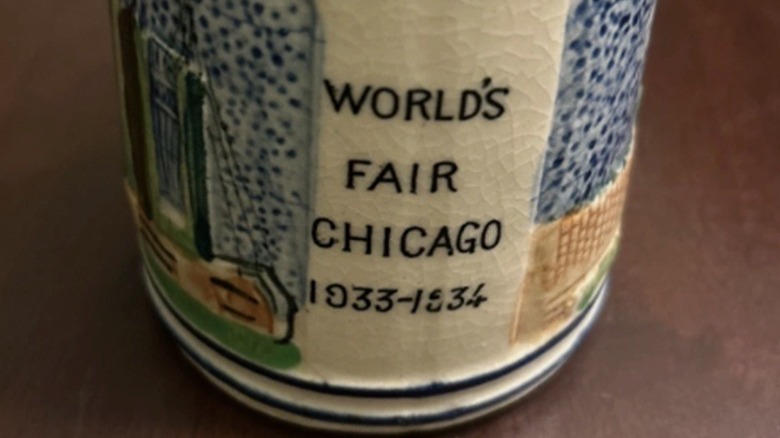 WORLD'S
FAIR
CHICAGO
1933-1934